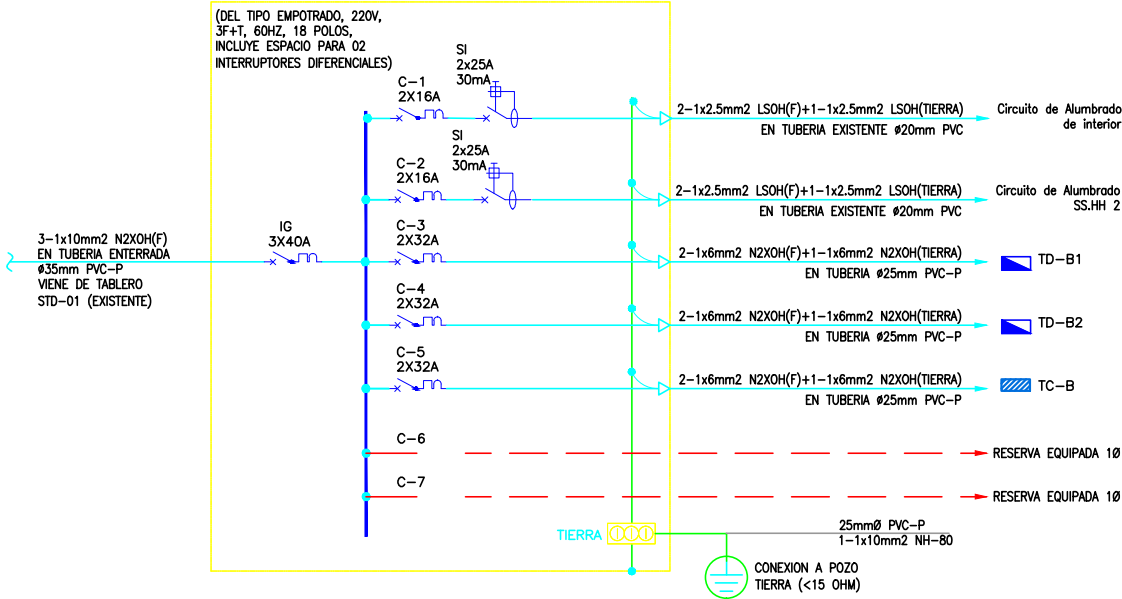 (DEL TIPO EMPOTRADO, 220V,
3F+T, 60HZ, 18 POLOS,
INCLUYE ESPACIO PARA 02
INTERRUPTORES DIFERENCIALES)
C-1
2X16A
SI
2x25A
30mA
2-1x2.5mm2 LSOH(F)+1-1x2.5mm2 LSOH(TIERRA)
EN TUBERIA EXISTENTE ø20mm PVC
Circuito de Alumbrado
de interior
C-2
2X16A
SI
2x25A
30mA
2-1x2.5mm2 LSOH(F)+1-1x2.5mm2 LSOH(TIERRA)
EN TUBERIA EXISTENTE ø20mm PVC
Circuito de Alumbrado
SS.HH 2
3-1x10mm2 N2XOH(F)
EN TUBERIA ENTERRADA
ø35mm PVC-P
VIENE DE TABLERO
STD-01 (EXISTENTE)
IG
3X40A
C-3
2X32A
2-1x6mm2 N2XOH(F)+1-1x6mm2 N2XOH(TIERRA)
EN TUBERIA ø25mm PVC-P
TD-B1
C-4
2X32A
2-1x6mm2 N2XOH(F)+1-1x6mm2 N2XOH(TIERRA)
EN TUBERIA ø25mm PVC-P
TD-B2
C-5
2X32A
2-1x6mm2 N2XOH(F)+1-1x6mm2 N2XOH(TIERRA)
EN TUBERIA ø25mm PVC-P
TC-B
C-6
RESERVA EQUIPADA 1Ø
C-7
RESERVA EQUIPADA 1Ø
TIERRA
25mmØ PVC-P
1-1x10mm2 NH-80
CONEXION A POZO
TIERRA (<15 OHM)